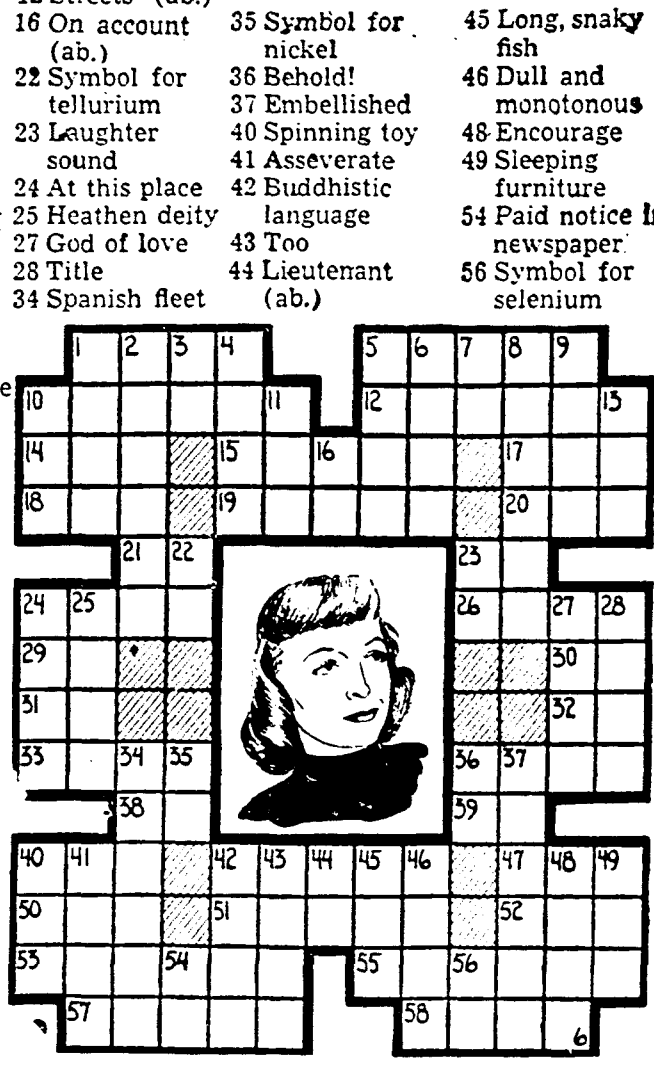 16 On account
(ab.)
22 Symbol for
tellurium
23 Laughter
sound
24 At this place
25 Heathen deity
27 God of love
28 Title
34 Spanish fleet
35 Symbol for
nickel
36 Behold!
37 Embellished
40 Spinning toy
41 Asseverate
42 Buddhistic
language
43 Too
44 Lieutenant
(ab.)
45 Long, snaky
fish
46 Dull and
monotonous
48 Encourage
49 Sleeping
furniture
54 Paid notice
newspaper
56 Symbol for
selenium
e
1 2 3 4 5 6 7 8 9
10 11 12 13
14 15 16 17
18 19 20
21 22 23
24 25 26 27 28
29 30
31 32
33 34 35 36 37
38 39
40 41 42 43 44 45 46 47 48 49
50 51 52
53 54 55 56
57 58 6